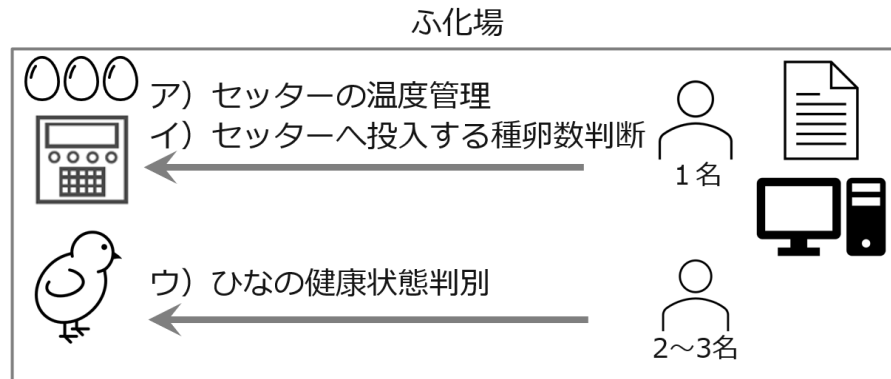 ふ化場
ア）セッターの温度管理
イ）セッターへ投入する種卵数判断
１名
ウ）ひなの健康状態判別
2～3名